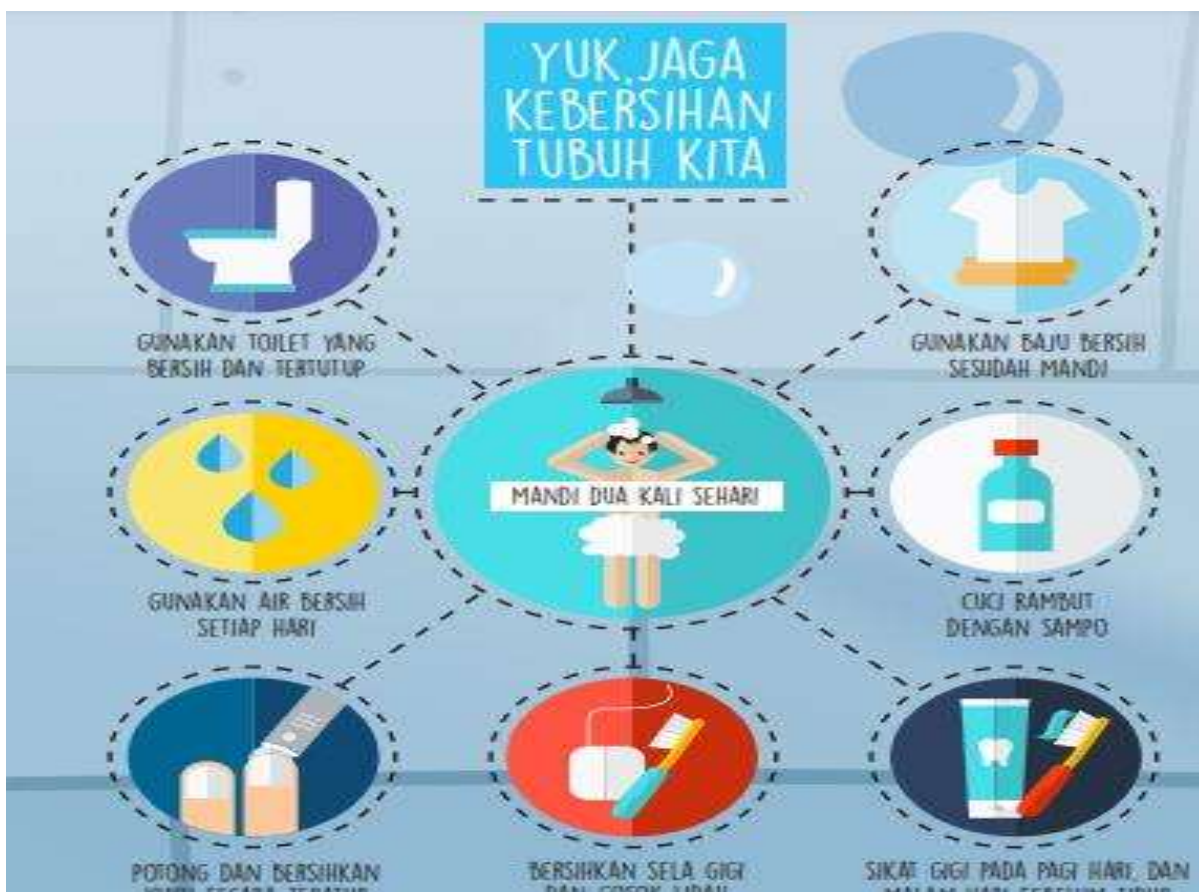 YUK, JAGA
KEBERSIHAN
TUBUH KITA
GUNAKAN TOILET YANG
BERSIH DAN TERTUTUP
GUNAKAN BAJU BERSIH
SESUDAH MANDI
MANDI DUA KALI SEHARI
GUNAKAN AIR BERSIH
SETIAP HARI
CUCI RAMBUT
DENGAN SAMPO
POTONG DAN BERSIHKAN
BERSIHKAN SELA GIGI
SIKAT GIGI PADA PAGI HARI, DAN